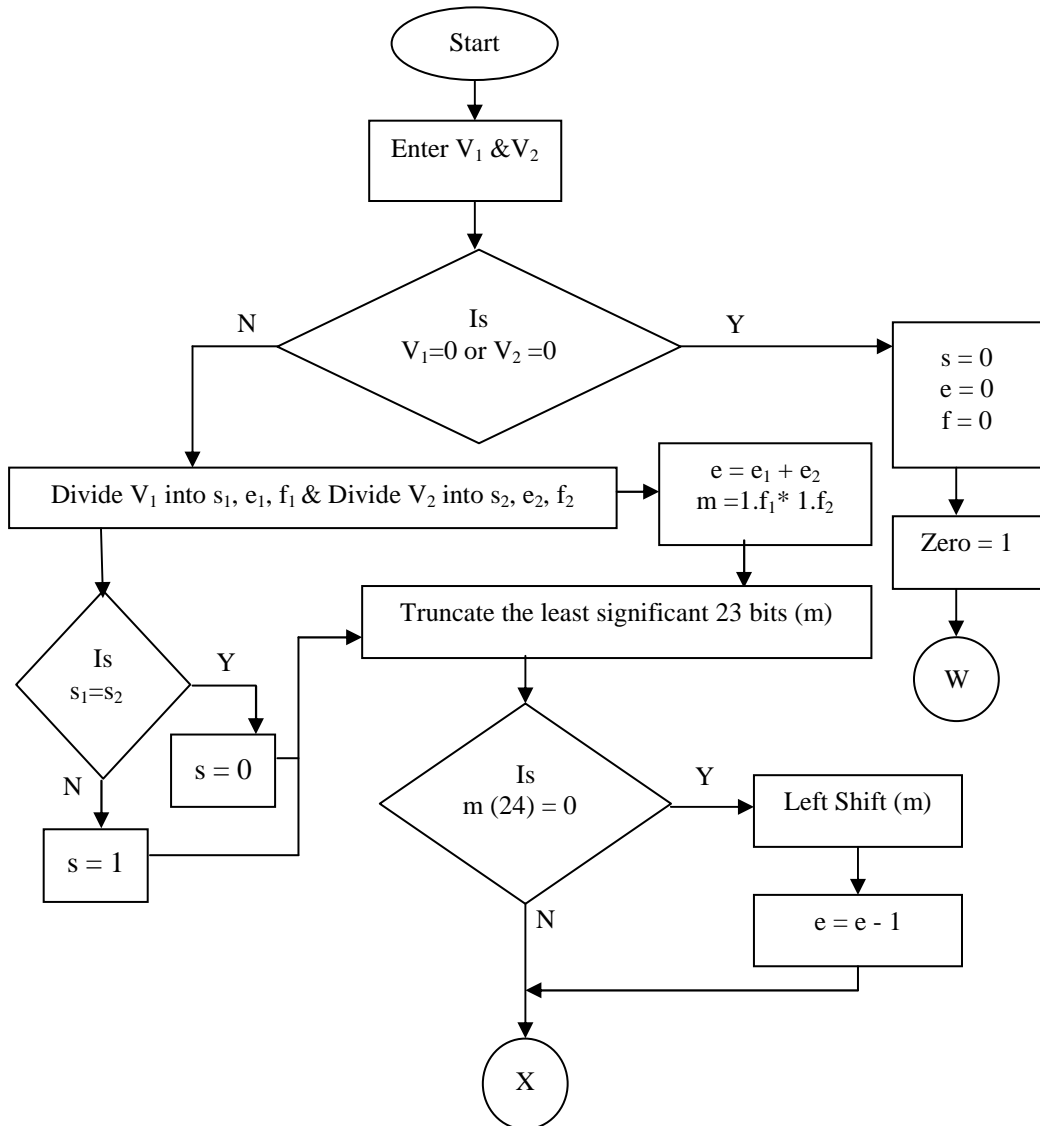 Start
Enter V₁ &V₂
Is
V₁=0 or V₂ =0
N
Y
s = 0
e = 0
f = 0
Zero = 1
W
Divide V₁ into s₁, e₁, f₁ & Divide V₂ into s₂, e₂, f₂
e = e₁ + e₂
m =1.f₁* 1.f₂
Truncate the least significant 23 bits (m)
Is
s₁=s₂
Y
N
s = 0
s = 1
Is
m (24) = 0
Y
N
Left Shift (m)
e = e - 1
X